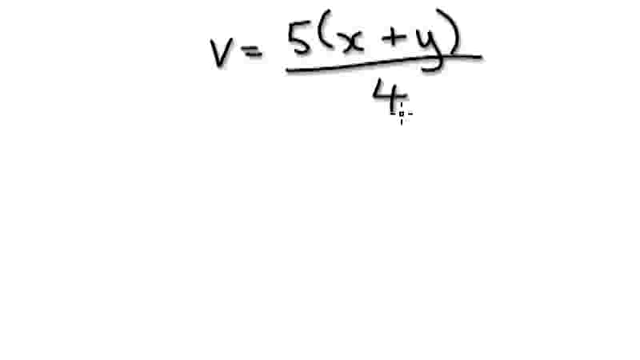 v = 5(x + y)
4